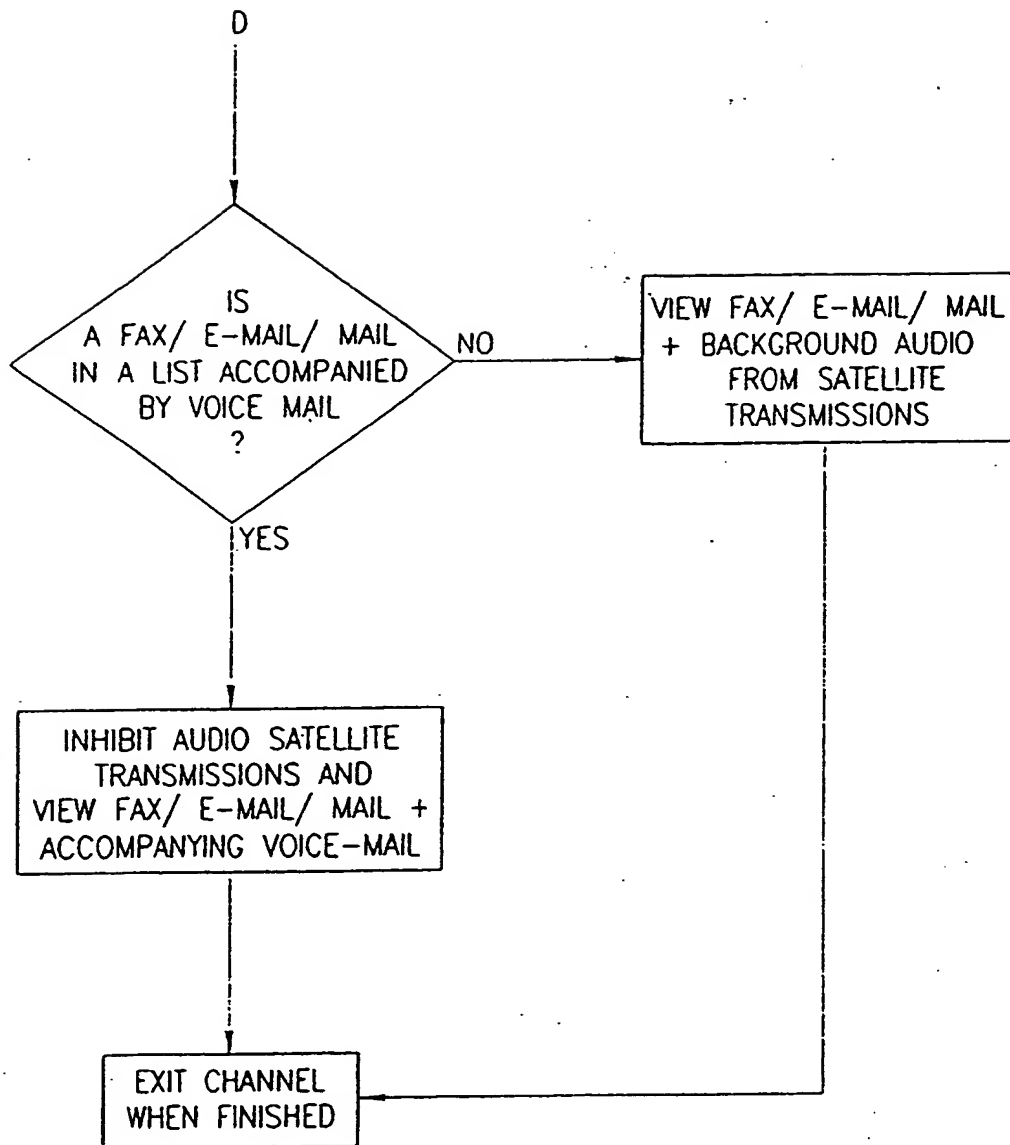 D
IS
A FAX/ E-MAIL/ MAIL
IN A LIST ACCOMPANIED
BY VOICE MAIL
?
NO
VIEW FAX/ E-MAIL/ MAIL
+ BACKGROUND AUDIO
FROM SATELLITE
TRANSMISSIONS
YES
INHIBIT AUDIO SATELLITE
TRANSMISSIONS AND
VIEW FAX/ E-MAIL/ MAIL +
ACCOMPANYING VOICE-MAIL
EXIT CHANNEL
WHEN FINISHED